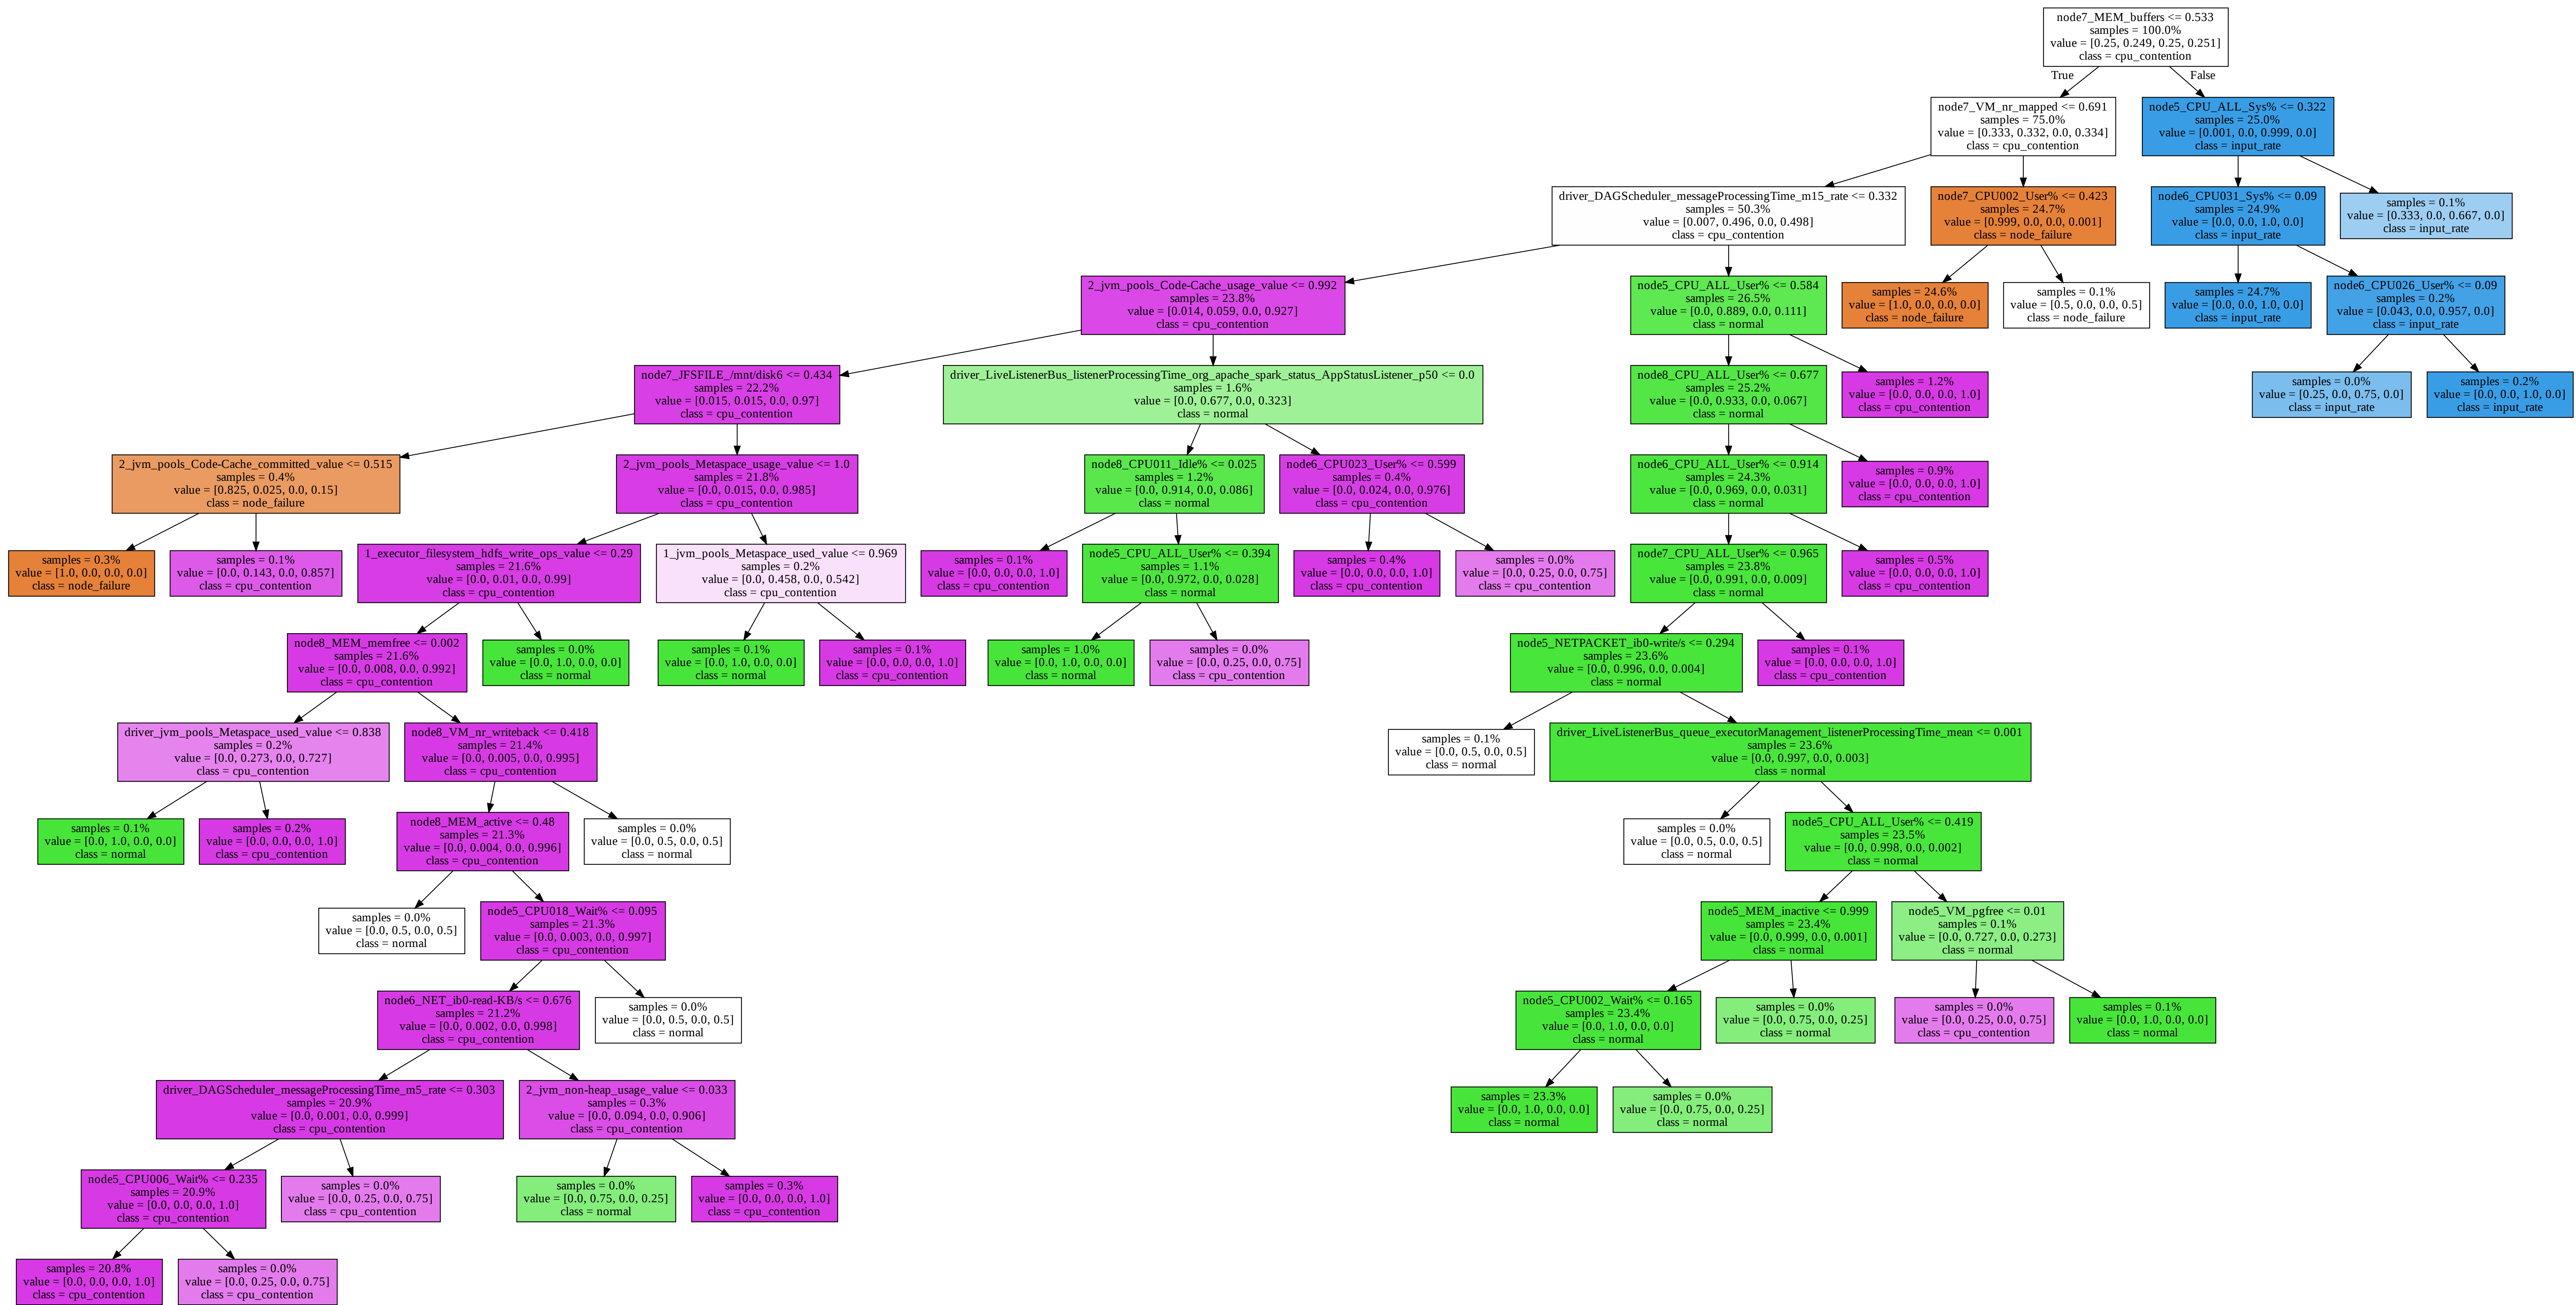 node7_MEM_buffers <= 0.533
samples = 100.0%
value = [0.25, 0.249, 0.25, 0.251]
class = cpu_contention
True
False
node7_VM_nr_mapped <= 0.691
samples = 75.0%
value = [0.333, 0.332, 0.0, 0.334]
class = cpu_contention
node5_CPU_ALL_Sys% <= 0.322
samples = 25.0%
value = [0.001, 0.0, 0.999, 0.0]
class = input_rate
driver_DAGScheduler_messageProcessingTime_m15_rate <= 0.332
samples = 50.3%
value = [0.007, 0.496, 0.0, 0.498]
class = cpu_contention
node7_CPU002_User% <= 0.423
samples = 24.7%
value = [0.999, 0.0, 0.0, 0.001]
class = node_failure
node6_CPU031_Sys% <= 0.09
samples = 24.9%
value = [0.0, 0.0, 1.0, 0.0]
class = input_rate
samples = 0.1%
value = [0.333, 0.0, 0.667, 0.0]
class = input_rate
2_jvm_pools_Code-Cache_usage_value <= 0.992
samples = 23.8%
value = [0.014, 0.059, 0.0, 0.927]
class = cpu_contention
node5_CPU_ALL_User% <= 0.584
samples = 26.5%
value = [0.0, 0.889, 0.0, 0.111]
class = normal
samples = 24.6%
value = [1.0, 0.0, 0.0, 0.0]
class = node_failure
samples = 0.1%
value = [0.5, 0.0, 0.0, 0.5]
class = node_failure
samples = 24.7%
value = [0.0, 0.0, 1.0, 0.0]
class = input_rate
node6_CPU026_User% <= 0.09
samples = 0.2%
value = [0.043, 0.0, 0.957, 0.0]
class = input_rate
node7_JFSFILE_/mnt/disk6 <= 0.434
samples = 22.2%
value = [0.015, 0.015, 0.0, 0.97]
class = cpu_contention
driver_LiveListenerBus_listenerProcessingTime_org_apache_spark_status_AppStatusListener_p50 <= 0.0
samples = 1.6%
value = [0.0, 0.677, 0.0, 0.323]
class = normal
node8_CPU_ALL_User% <= 0.677
samples = 25.2%
value = [0.0, 0.933, 0.0, 0.067]
class = normal
samples = 1.2%
value = [0.0, 0.0, 0.0, 1.0]
class = cpu_contention
samples = 0.0%
value = [0.25, 0.0, 0.75, 0.0]
class = input_rate
samples = 0.2%
value = [0.0, 0.0, 1.0, 0.0]
class = input_rate
2_jvm_pools_Code-Cache_committed_value <= 0.515
samples = 0.4%
value = [0.825, 0.025, 0.0, 0.15]
class = node_failure
2_jvm_pools_Metaspace_usage_value <= 1.0
samples = 21.8%
value = [0.0, 0.015, 0.0, 0.985]
class = cpu_contention
node8_CPU011_Idle% <= 0.025
samples = 1.2%
value = [0.0, 0.914, 0.0, 0.086]
class = normal
node6_CPU023_User% <= 0.599
samples = 0.4%
value = [0.0, 0.024, 0.0, 0.976]
class = cpu_contention
node6_CPU_ALL_User% <= 0.914
samples = 24.3%
value = [0.0, 0.969, 0.0, 0.031]
class = normal
samples = 0.9%
value = [0.0, 0.0, 0.0, 1.0]
class = cpu_contention
samples = 0.3%
value = [1.0, 0.0, 0.0, 0.0]
class = node_failure
samples = 0.1%
value = [0.0, 0.143, 0.0, 0.857]
class = cpu_contention
1_executor_filesystem_hdfs_write_ops_value <= 0.29
samples = 21.6%
value = [0.0, 0.01, 0.0, 0.99]
class = cpu_contention
1_jvm_pools_Metaspace_used_value <= 0.969
samples = 0.2%
value = [0.0, 0.458, 0.0, 0.542]
class = cpu_contention
samples = 0.1%
value = [0.0, 0.0, 0.0, 1.0]
class = cpu_contention
node5_CPU_ALL_User% <= 0.394
samples = 1.1%
value = [0.0, 0.972, 0.0, 0.028]
class = normal
samples = 0.4%
value = [0.0, 0.0, 0.0, 1.0]
class = cpu_contention
samples = 0.0%
value = [0.0, 0.25, 0.0, 0.75]
class = cpu_contention
node7_CPU_ALL_User% <= 0.965
samples = 23.8%
value = [0.0, 0.991, 0.0, 0.009]
class = normal
samples = 0.5%
value = [0.0, 0.0, 0.0, 1.0]
class = cpu_contention
node8_MEM_memfree <= 0.002
samples = 21.6%
value = [0.0, 0.008, 0.0, 0.992]
class = cpu_contention
samples = 0.0%
value = [0.0, 1.0, 0.0, 0.0]
class = normal
samples = 0.1%
value = [0.0, 1.0, 0.0, 0.0]
class = normal
samples = 0.1%
value = [0.0, 0.0, 0.0, 1.0]
class = cpu_contention
samples = 1.0%
value = [0.0, 1.0, 0.0, 0.0]
class = normal
samples = 0.0%
value = [0.0, 0.25, 0.0, 0.75]
class = cpu_contention
node5_NETPACKET_ib0-write/s <= 0.294
samples = 23.6%
value = [0.0, 0.996, 0.0, 0.004]
class = normal
samples = 0.1%
value = [0.0, 0.0, 0.0, 1.0]
class = cpu_contention
driver_jvm_pools_Metaspace_used_value <= 0.838
samples = 0.2%
value = [0.0, 0.273, 0.0, 0.727]
class = cpu_contention
node8_VM_nr_writeback <= 0.418
samples = 21.4%
value = [0.0, 0.005, 0.0, 0.995]
class = cpu_contention
samples = 0.1%
value = [0.0, 0.5, 0.0, 0.5]
class = normal
driver_LiveListenerBus_queue_executorManagement_listenerProcessingTime_mean <= 0.001
samples = 23.6%
value = [0.0, 0.997, 0.0, 0.003]
class = normal
samples = 0.1%
value = [0.0, 1.0, 0.0, 0.0]
class = normal
samples = 0.2%
value = [0.0, 0.0, 0.0, 1.0]
class = cpu_contention
node8_MEM_active <= 0.48
samples = 21.3%
value = [0.0, 0.004, 0.0, 0.996]
class = cpu_contention
samples = 0.0%
value = [0.0, 0.5, 0.0, 0.5]
class = normal
samples = 0.0%
value = [0.0, 0.5, 0.0, 0.5]
class = normal
node5_CPU_ALL_User% <= 0.419
samples = 23.5%
value = [0.0, 0.998, 0.0, 0.002]
class = normal
samples = 0.0%
value = [0.0, 0.5, 0.0, 0.5]
class = normal
node5_CPU018_Wait% <= 0.095
samples = 21.3%
value = [0.0, 0.003, 0.0, 0.997]
class = cpu_contention
node5_MEM_inactive <= 0.999
samples = 23.4%
value = [0.0, 0.999, 0.0, 0.001]
class = normal
node5_VM_pgfree <= 0.01
samples = 0.1%
value = [0.0, 0.727, 0.0, 0.273]
class = normal
node6_NET_ib0-read-KB/s <= 0.676
samples = 21.2%
value = [0.0, 0.002, 0.0, 0.998]
class = cpu_contention
samples = 0.0%
value = [0.0, 0.5, 0.0, 0.5]
class = normal
node5_CPU002_Wait% <= 0.165
samples = 23.4%
value = [0.0, 1.0, 0.0, 0.0]
class = normal
samples = 0.0%
value = [0.0, 0.75, 0.0, 0.25]
class = normal
samples = 0.0%
value = [0.0, 0.25, 0.0, 0.75]
class = cpu_contention
samples = 0.1%
value = [0.0, 1.0, 0.0, 0.0]
class = normal
driver_DAGScheduler_messageProcessingTime_m5_rate <= 0.303
samples = 20.9%
value = [0.0, 0.001, 0.0, 0.999]
class = cpu_contention
2_jvm_non-heap_usage_value <= 0.033
samples = 0.3%
value = [0.0, 0.094, 0.0, 0.906]
class = cpu_contention
samples = 23.3%
value = [0.0, 1.0, 0.0, 0.0]
class = normal
samples = 0.0%
value = [0.0, 0.75, 0.0, 0.25]
class = normal
node5_CPU006_Wait% <= 0.235
samples = 20.9%
value = [0.0, 0.0, 0.0, 1.0]
class = cpu_contention
samples = 0.0%
value = [0.0, 0.25, 0.0, 0.75]
class = cpu_contention
samples = 0.0%
value = [0.0, 0.75, 0.0, 0.25]
class = normal
samples = 0.3%
value = [0.0, 0.0, 0.0, 1.0]
class = cpu_contention
samples = 20.8%
value = [0.0, 0.0, 0.0, 1.0]
class = cpu_contention
samples = 0.0%
value = [0.0, 0.25, 0.0, 0.75]
class = cpu_contention